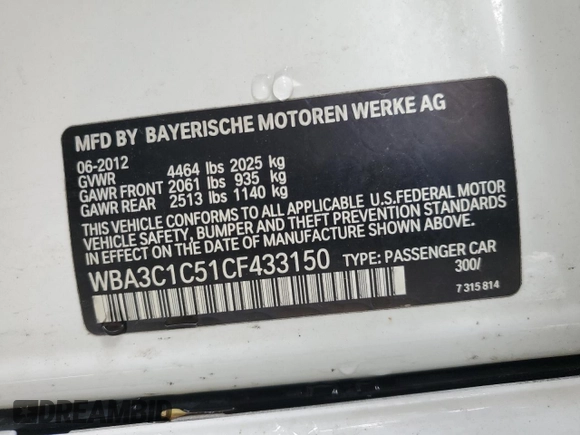 MFD BY BAYERISCHE MOTOREN WERKE AG
06-2012
GVWR 4464 lbs 2025 kg
GAWR FRONT 2061 lbs 935 kg
GAWR REAR 2513 lbs 1140 kg
THIS VEHICLE CONFORMS TO ALL APPLICABLE U.S.FEDERAL MOTOR
VEHICLE SAFETY, BUMPER AND THEFT PREVENTION STANDARDS
IN EFFECT ON THE DATE OF MANUFACTURE SHOWN ABOVE.
WBA3C1C51CF433150 TYPE: PASSENGER CAR
300/
7 315 814
DREAMBID